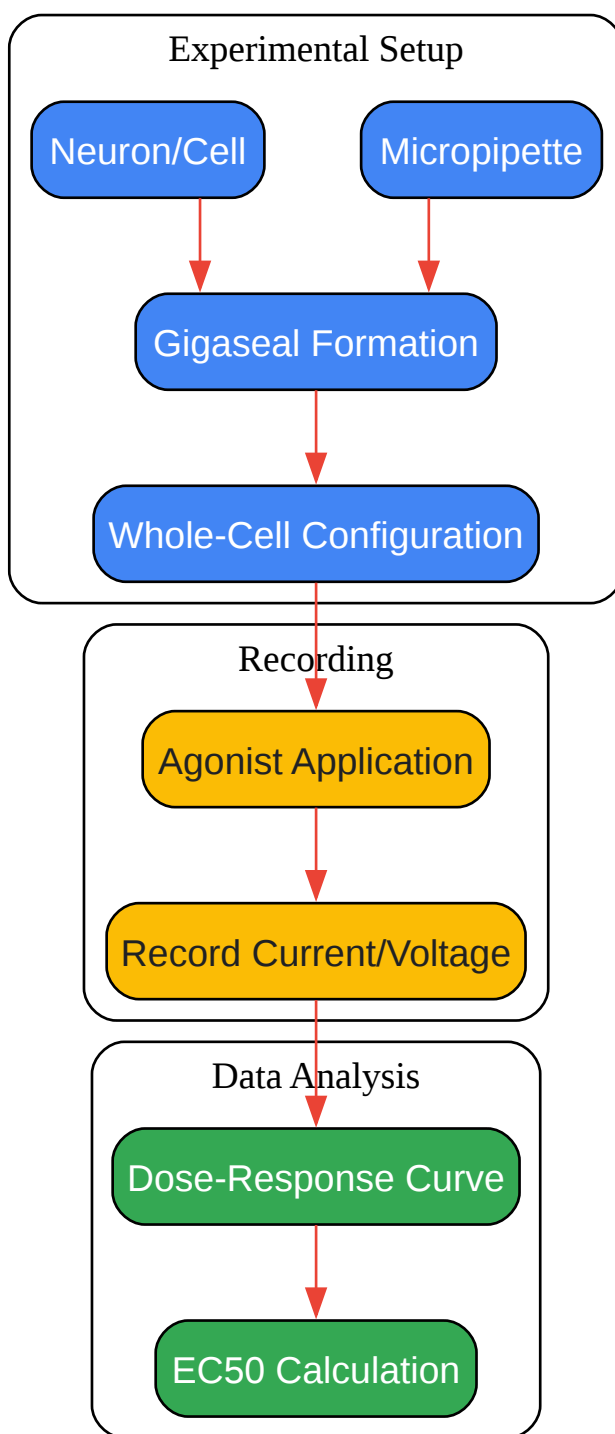 Experimental Setup
Neuron/Cell
Micropipette
Gigaseal Formation
Whole-Cell Configuration
Recording
Agonist Application
Record Current/Voltage
Data Analysis
Dose-Response Curve
EC50 Calculation